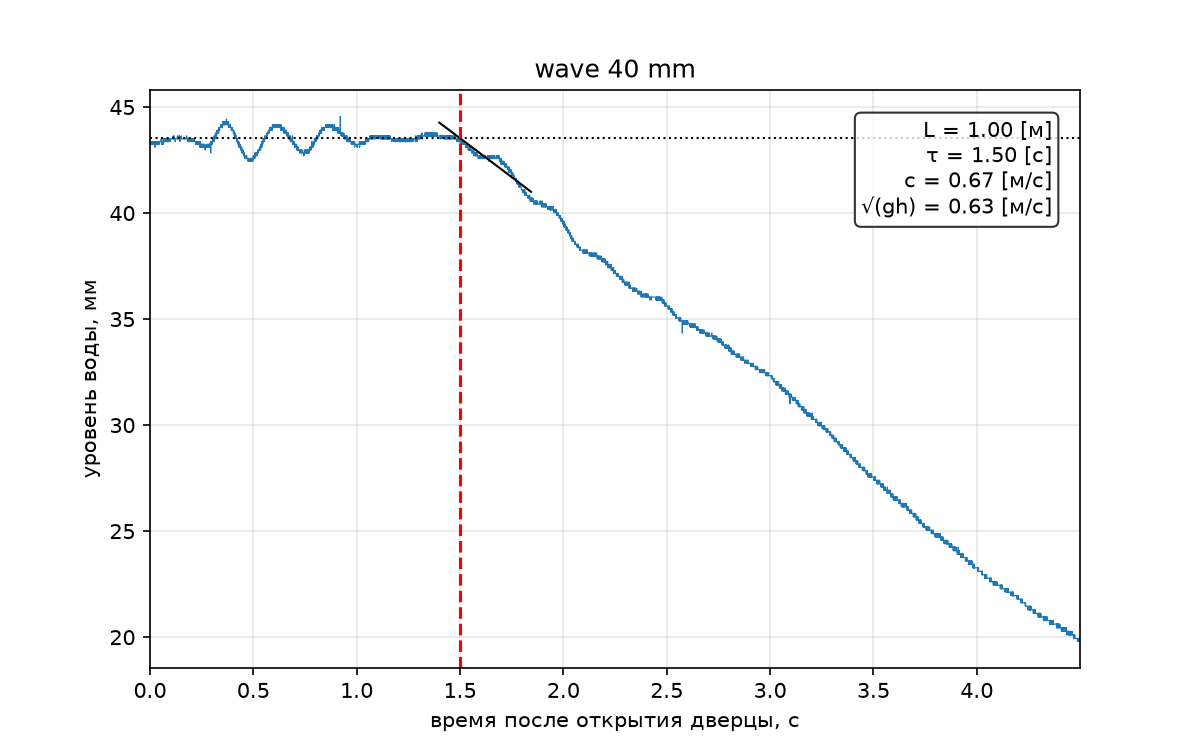 wave 40 mm
L = 1.00 [м]
τ = 1.50 [с]
c = 0.67 [м/с]
√(gh) = 0.63 [м/с]
уровень воды, мм
45
40
35
30
25
20
0.0 0.5 1.0 1.5 2.0 2.5 3.0 3.5 4.0
время после открытия дверцы, с